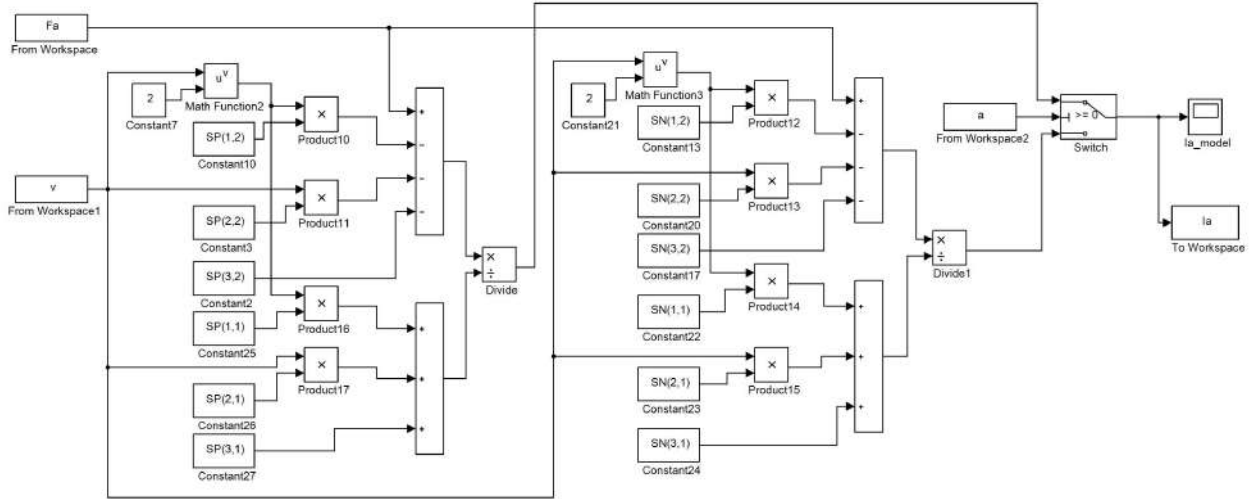 Fa
From Workspace
u^v
Math Function2
2
Constant7
×
Product10
SP(1,2)
Constant10
+
−
−
−
v
From Workspace1
×
Product11
SP(2,2)
Constant3
SP(3,2)
Constant2
×
÷
Divide
×
Product16
SP(1,1)
Constant25
×
Product17
SP(2,1)
Constant26
SP(3,1)
Constant27
+
+
+
u^v
Math Function3
2
Constant21
×
Product12
SN(1,2)
Constant13
+
−
−
−
×
Product13
SN(2,2)
Constant20
SN(3,2)
Constant17
×
÷
Divide1
×
Product14
SN(1,1)
Constant22
×
Product15
SN(2,1)
Constant23
SN(3,1)
Constant24
+
+
+
a
From Workspace2
>= 0
Switch
Ia_model
Ia
To Workspace